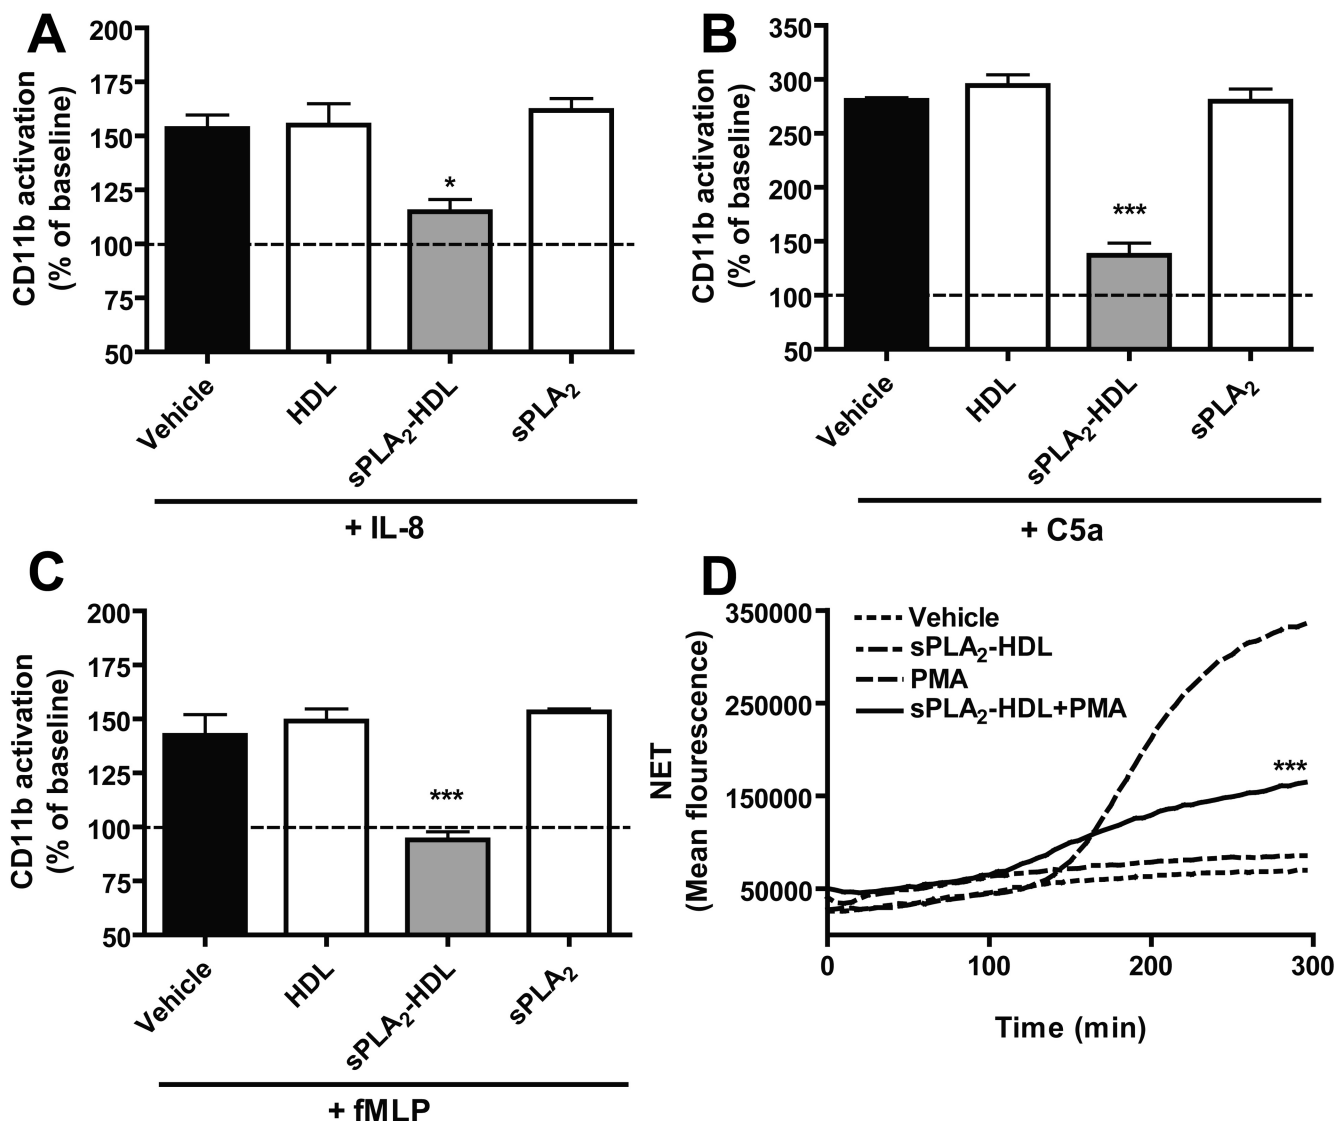 A
CD11b activation
(% of baseline)
200
175
150
125
100
75
50
*
Vehicle
HDL
sPLA2-HDL
sPLA2
+ IL-8
B
CD11b activation
(% of baseline)
350
300
250
200
150
100
50
***
Vehicle
HDL
sPLA2-HDL
sPLA2
+ C5a
C
CD11b activation
(% of baseline)
200
175
150
125
100
75
50
***
Vehicle
HDL
sPLA2-HDL
sPLA2
+ fMLP
D
NET
(Mean flourescence)
350000
250000
150000
50000
Vehicle
sPLA2-HDL
PMA
sPLA2-HDL+PMA
***
0 100 200 300
Time (min)